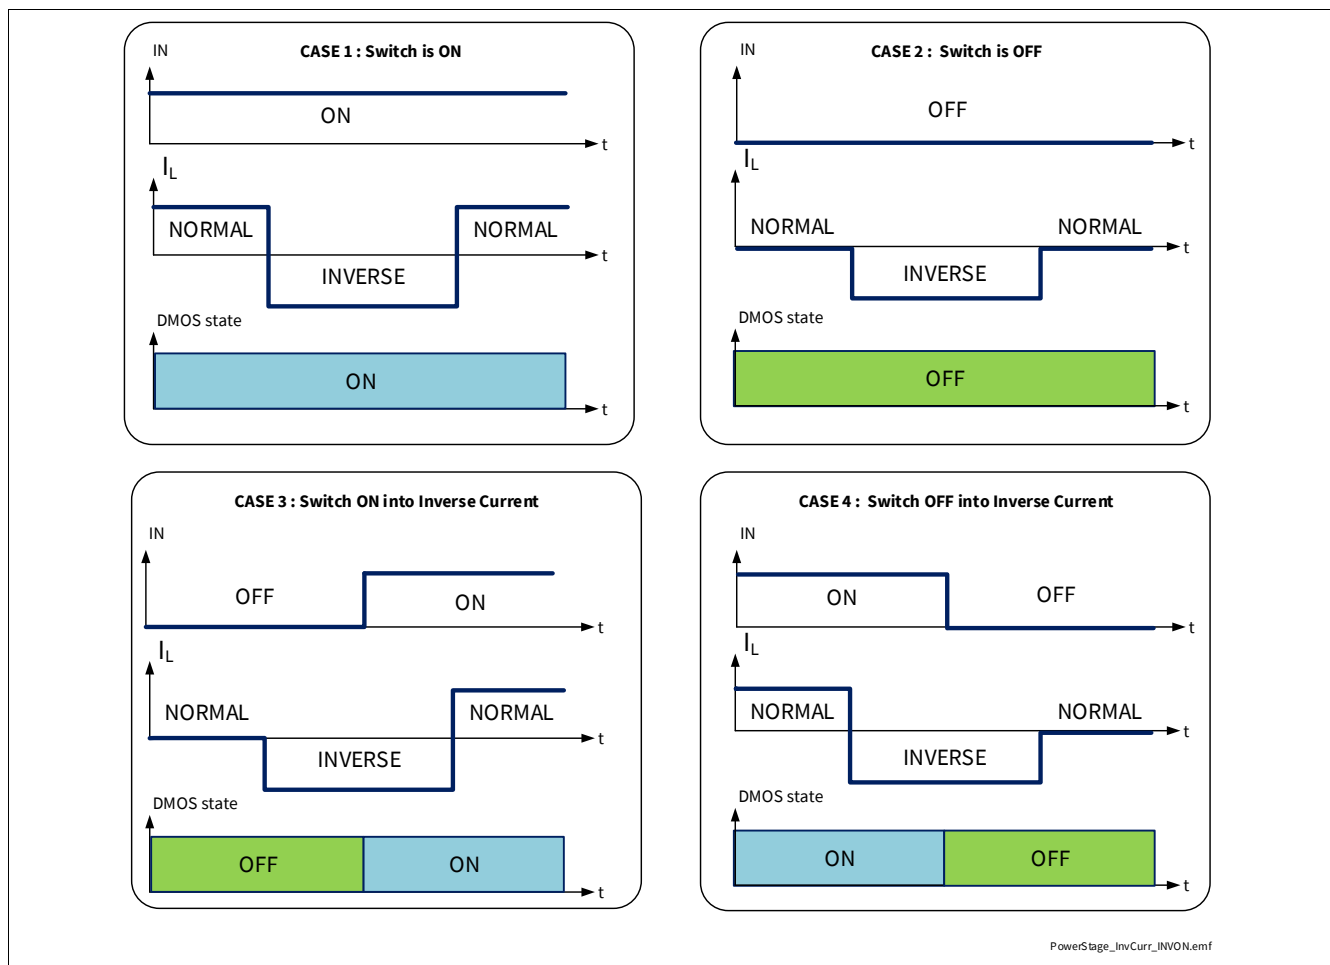 CASE 1 : Switch is ON
IN
ON
t
IL
NORMAL
NORMAL
t
INVERSE
DMOS state
ON
t
CASE 2 : Switch is OFF
IN
OFF
t
IL
NORMAL
NORMAL
t
INVERSE
DMOS state
OFF
t
CASE 3 : Switch ON into Inverse Current
IN
OFF
ON
t
IL
NORMAL
NORMAL
t
INVERSE
DMOS state
OFF
ON
t
CASE 4 : Switch OFF into Inverse Current
IN
ON
OFF
t
IL
NORMAL
NORMAL
t
INVERSE
DMOS state
ON
OFF
t
PowerStage_InvCurr_INVON.emf